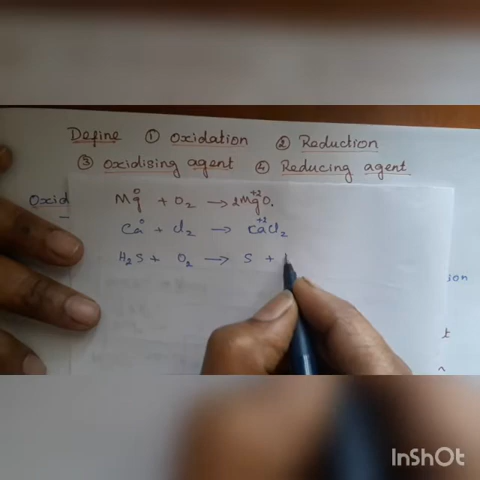 Define ① Oxidation ② Reduction
③ Oxidising agent ④ Reducing agent
Oxid
Mg⁰ + O₂ → 2Mg⁺²O.
Ca⁰ + Cl₂ → Ca⁺²Cl₂
H₂S + O₂ → S +
ion
t
InShOt